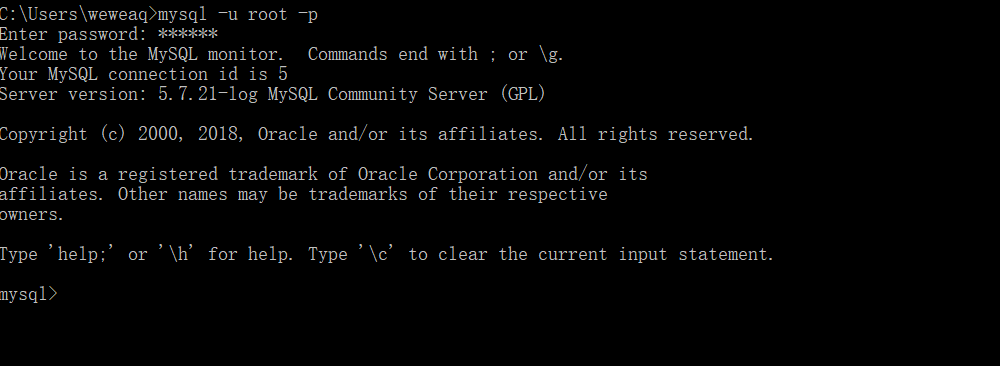 C:\Users\weweaq>mysql -u root -p
Enter password: ******
Welcome to the MySQL monitor.  Commands end with ; or \g.
Your MySQL connection id is 5
Server version: 5.7.21-log MySQL Community Server (GPL)
Copyright (c) 2000, 2018, Oracle and/or its affiliates. All rights reserved.
Oracle is a registered trademark of Oracle Corporation and/or its
affiliates. Other names may be trademarks of their respective
owners.
Type 'help;' or '\h' for help. Type '\c' to clear the current input statement.
mysql>